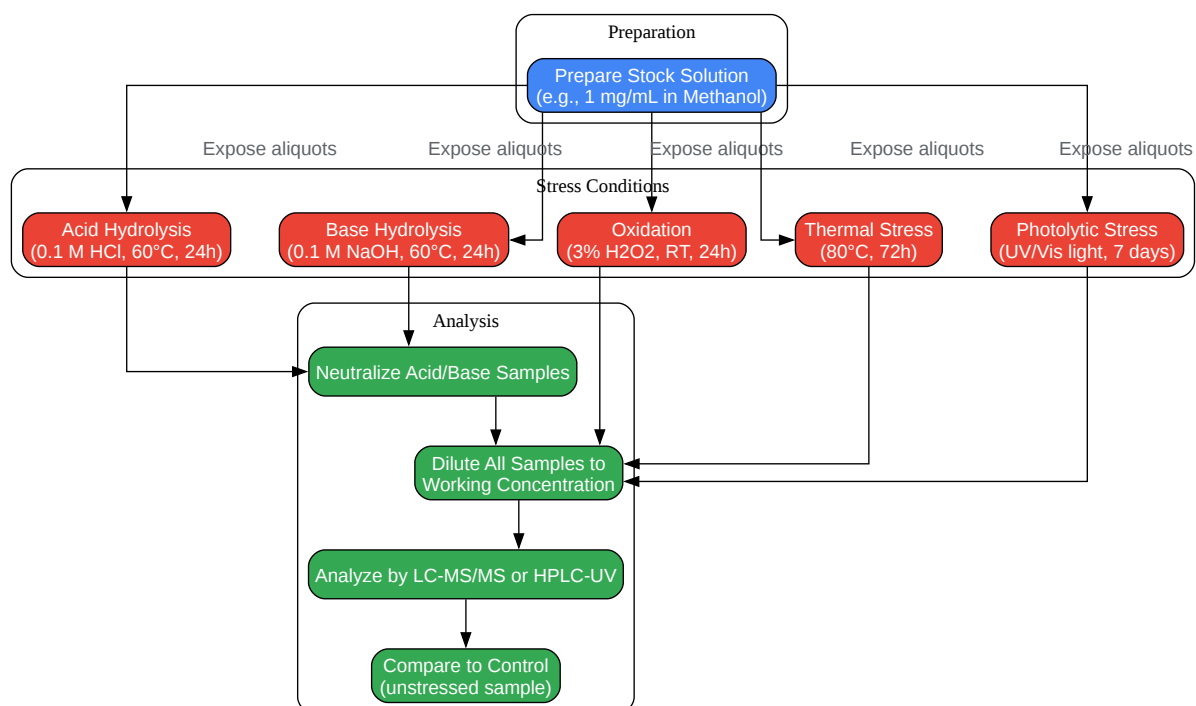 Preparation
Prepare Stock Solution
(e.g., 1 mg/mL in Methanol)
Expose aliquots
Expose aliquots
Expose aliquots
Expose aliquots
Expose aliquots
Stress Conditions
Acid Hydrolysis
(0.1 M HCl, 60°C, 24h)
Base Hydrolysis
(0.1 M NaOH, 60°C, 24h)
Oxidation
(3% H2O2, RT, 24h)
Thermal Stress
(80°C, 72h)
Photolytic Stress
(UV/Vis light, 7 days)
Analysis
Neutralize Acid/Base Samples
Dilute All Samples to
Working Concentration
Analyze by LC-MS/MS or HPLC-UV
Compare to Control
(unstressed sample)